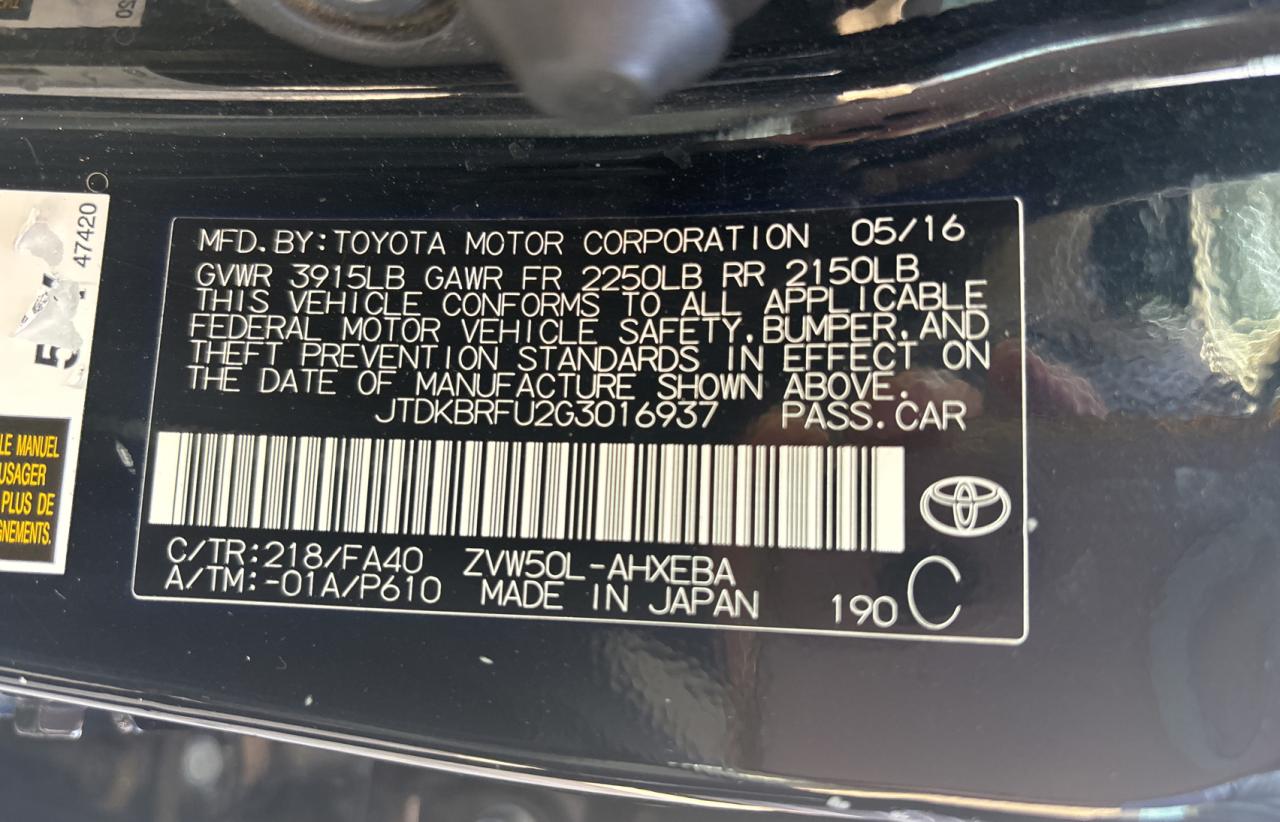 47420
5
LE MANUEL
USAGER
PLUS DE
GNEMENTS.
MFD.BY:TOYOTA MOTOR CORPORATION 05/16
GVWR 3915LB GAWR FR 2250LB RR 2150LB
THIS VEHICLE CONFORMS TO ALL APPLICABLE
FEDERAL MOTOR VEHICLE SAFETY,BUMPER,AND
THEFT PREVENTION STANDARDS IN EFFECT ON
THE DATE OF MANUFACTURE SHOWN ABOVE.
JTDKBRFU2G3016937 PASS.CAR
C/TR:218/FA40 ZVW50L-AHXEBA
A/TM:-01A/P610 MADE IN JAPAN 190 C